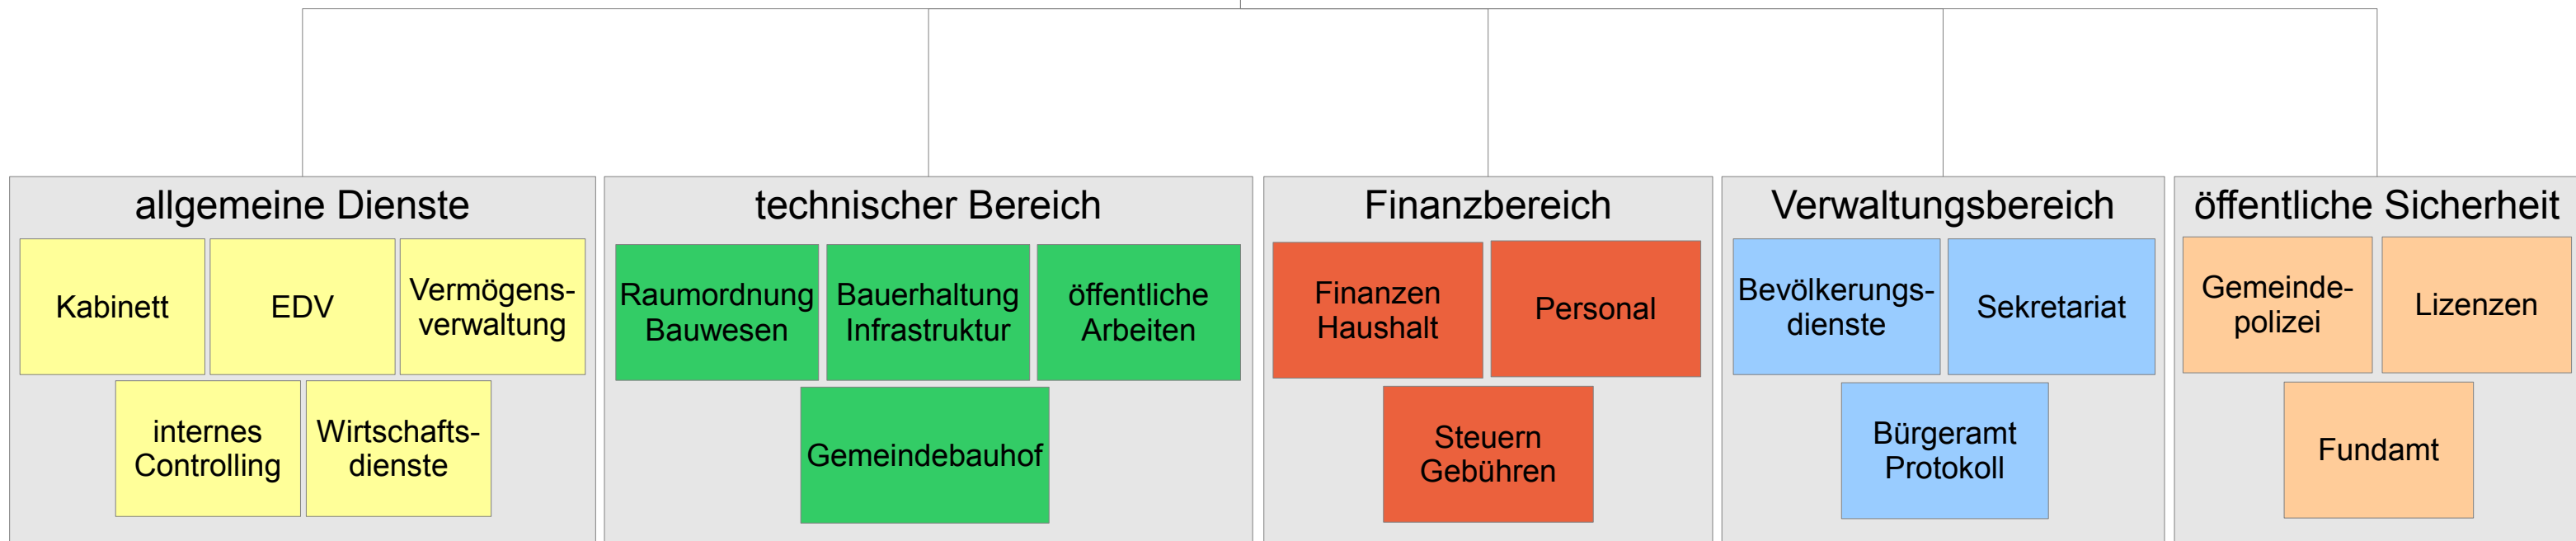 allgemeine Dienste
Kabinett
EDV
Vermögens-
verwaltung
internes
Controlling
Wirtschafts-
dienste
technischer Bereich
Raumordnung
Bauwesen
Bauerhaltung
Infrastruktur
öffentliche
Arbeiten
Gemeindebauhof
Finanzbereich
Finanzen
Haushalt
Personal
Steuern
Gebühren
Verwaltungsbereich
Bevölkerungs-
dienste
Sekretariat
Bürgeramt
Protokoll
öffentliche Sicherheit
Gemeinde-
polizei
Lizenzen
Fundamt